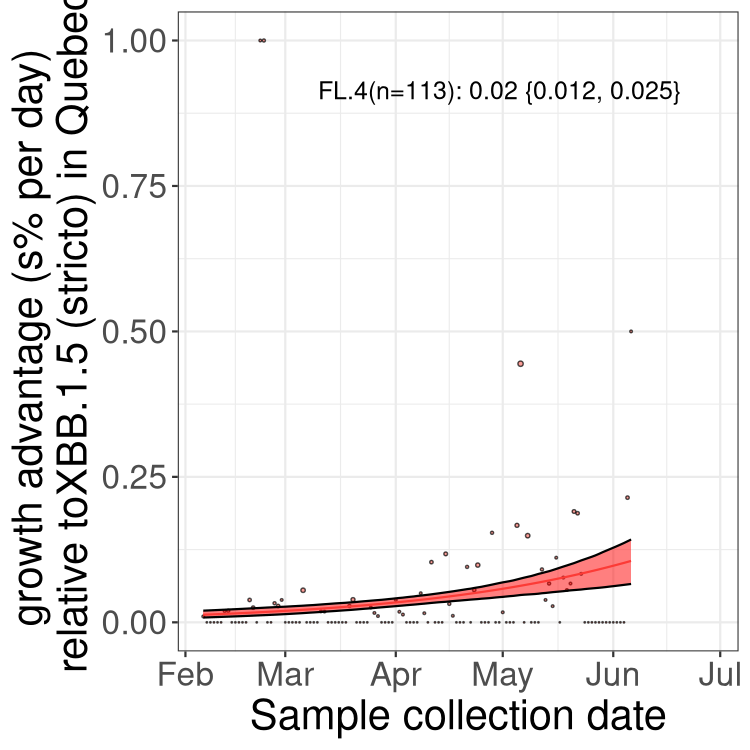 growth advantage (s% per day)
relative toXBB.1.5 (stricto) in Quebec
1.00
0.75
0.50
0.25
0.00
FL.4(n=113): 0.02 {0.012, 0.025}
Feb Mar Apr May Jun Jul
Sample collection date